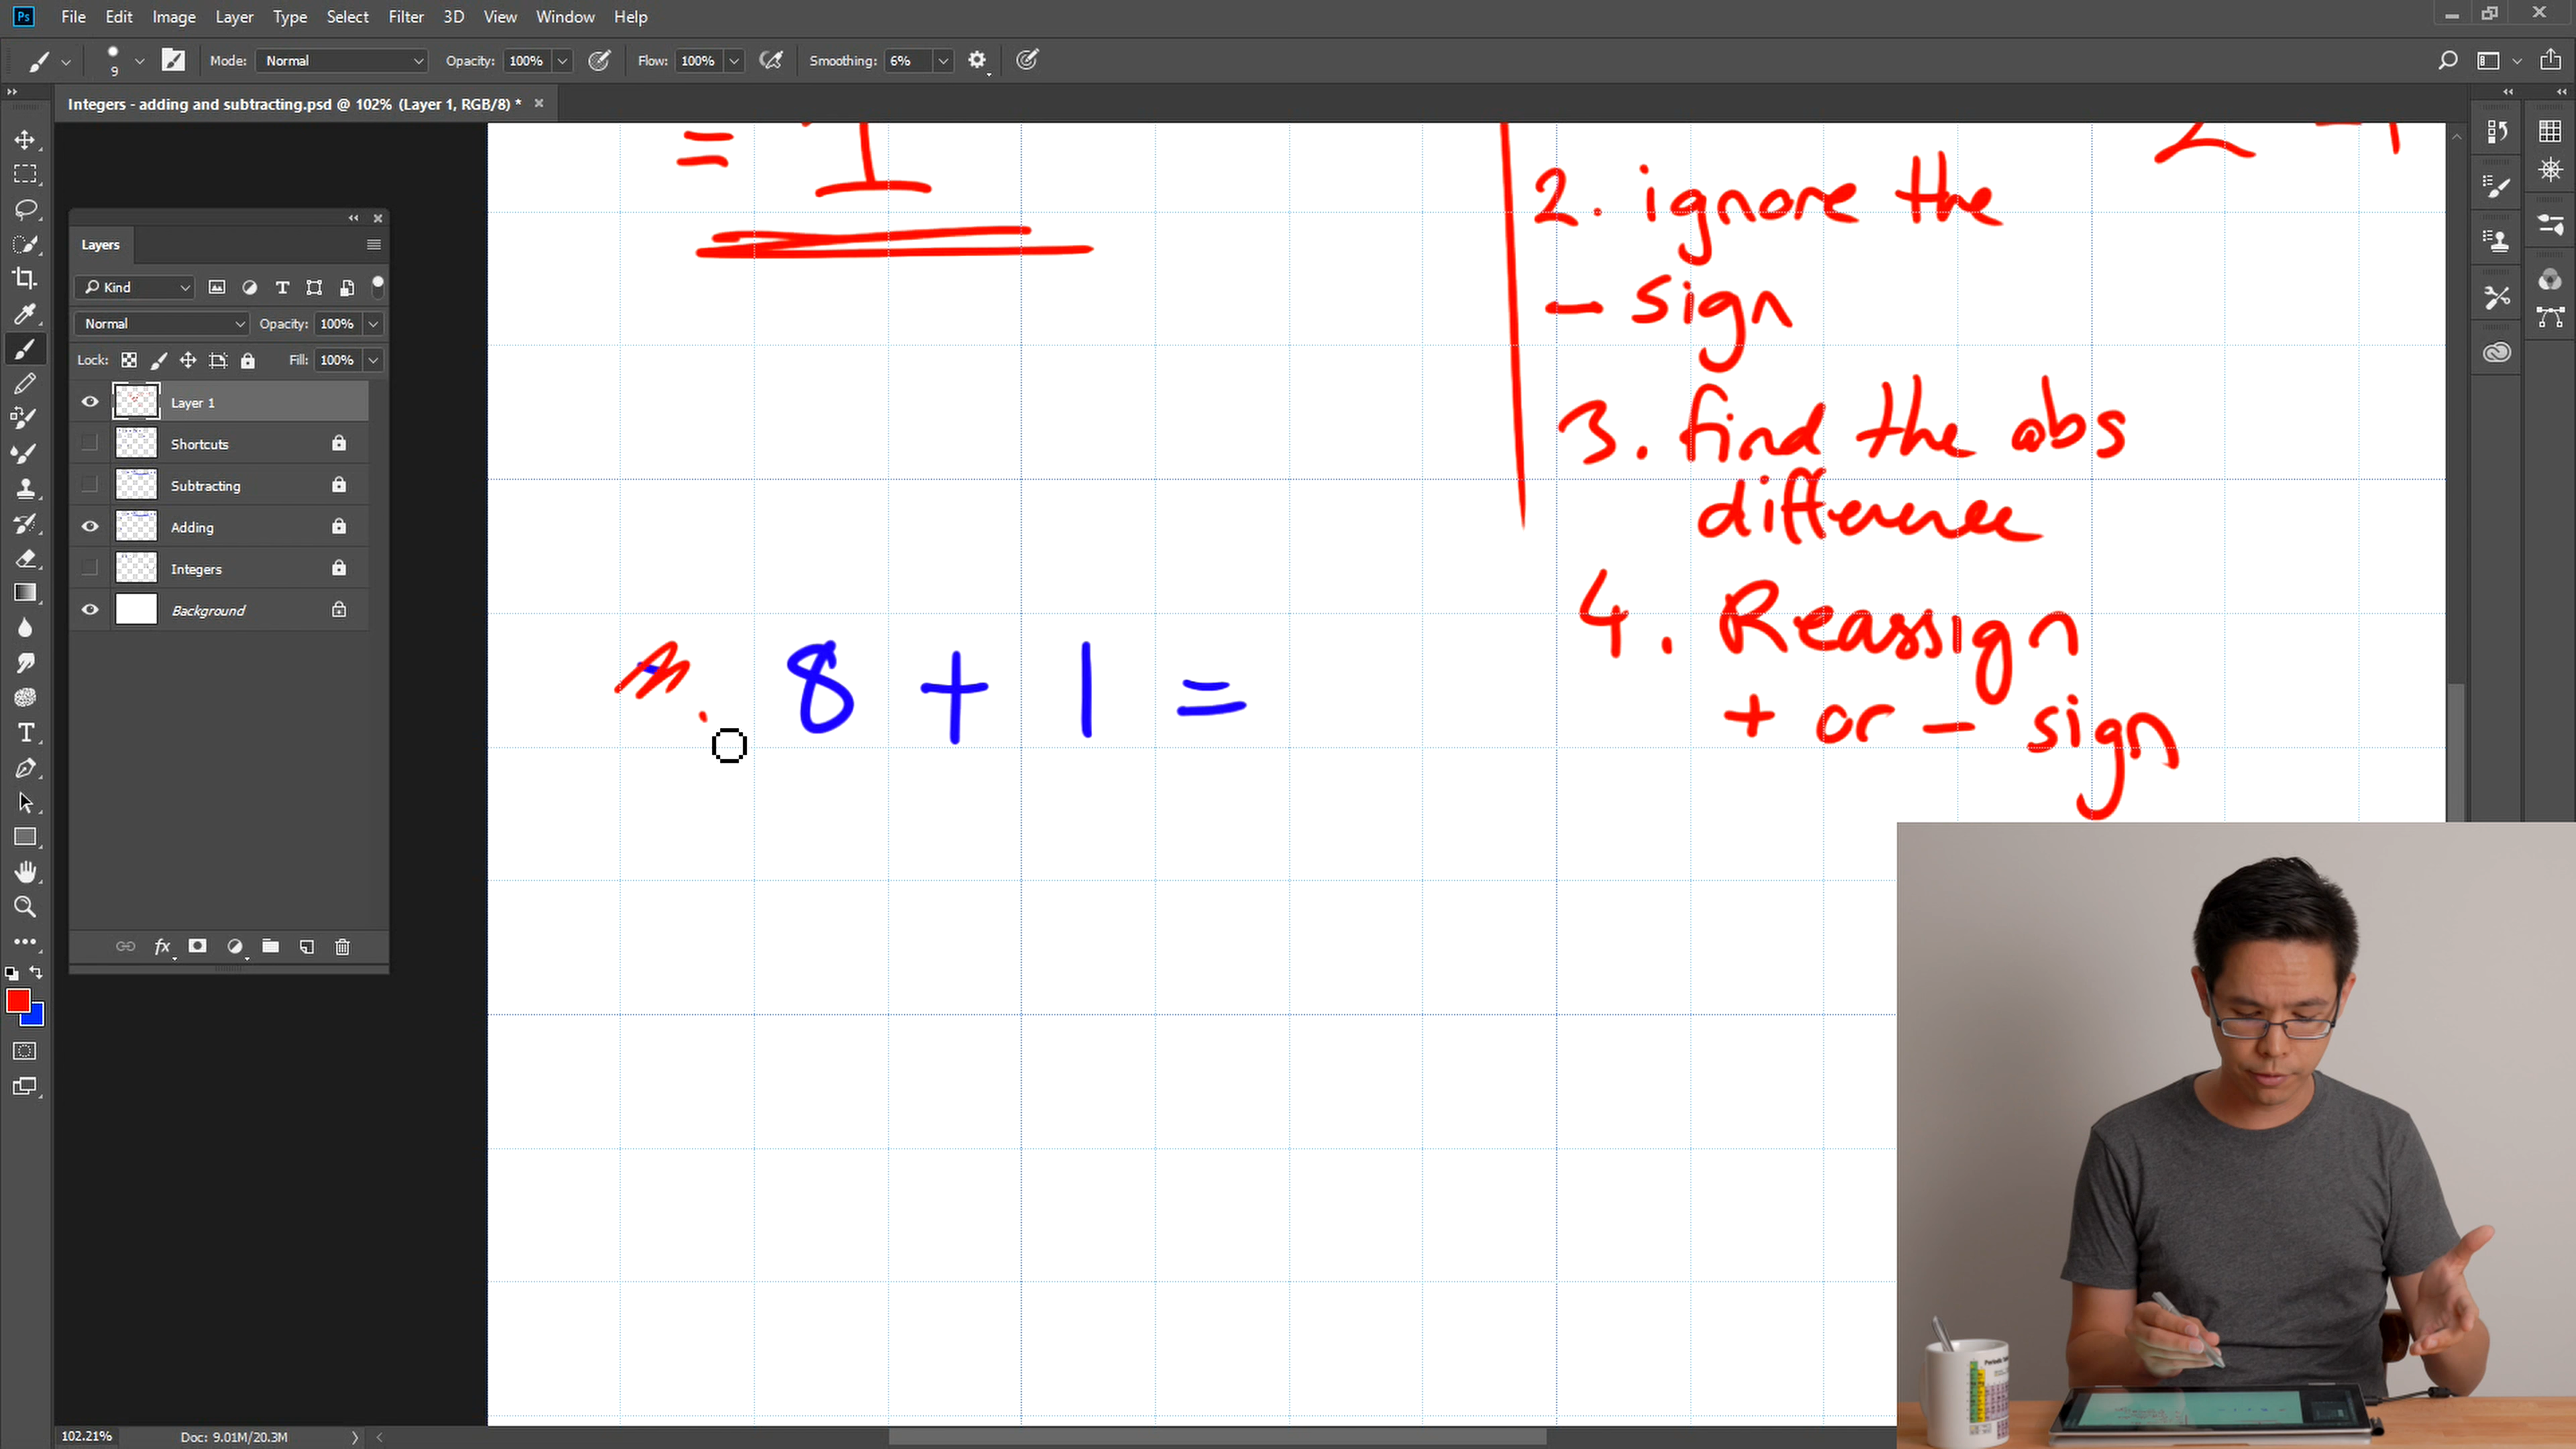 Ps File Edit Image Layer Type Select Filter 3D View Window Help
9 Mode: Normal Opacity: 100% Flow: 100% Smoothing: 6%
Integers - adding and subtracting.psd @ 102% (Layer 1, RGB/8) *
Layers
Kind
Normal Opacity: 100%
Lock: Fill: 100%
Layer 1
Shortcuts
Subtracting
Adding
Integers
Background
= 1
8 + 1 =
2. ignore the
- sign
3. find the abs
difference
4. Reassign
+ or - sign
102.21% Doc: 9.01M/20.3M